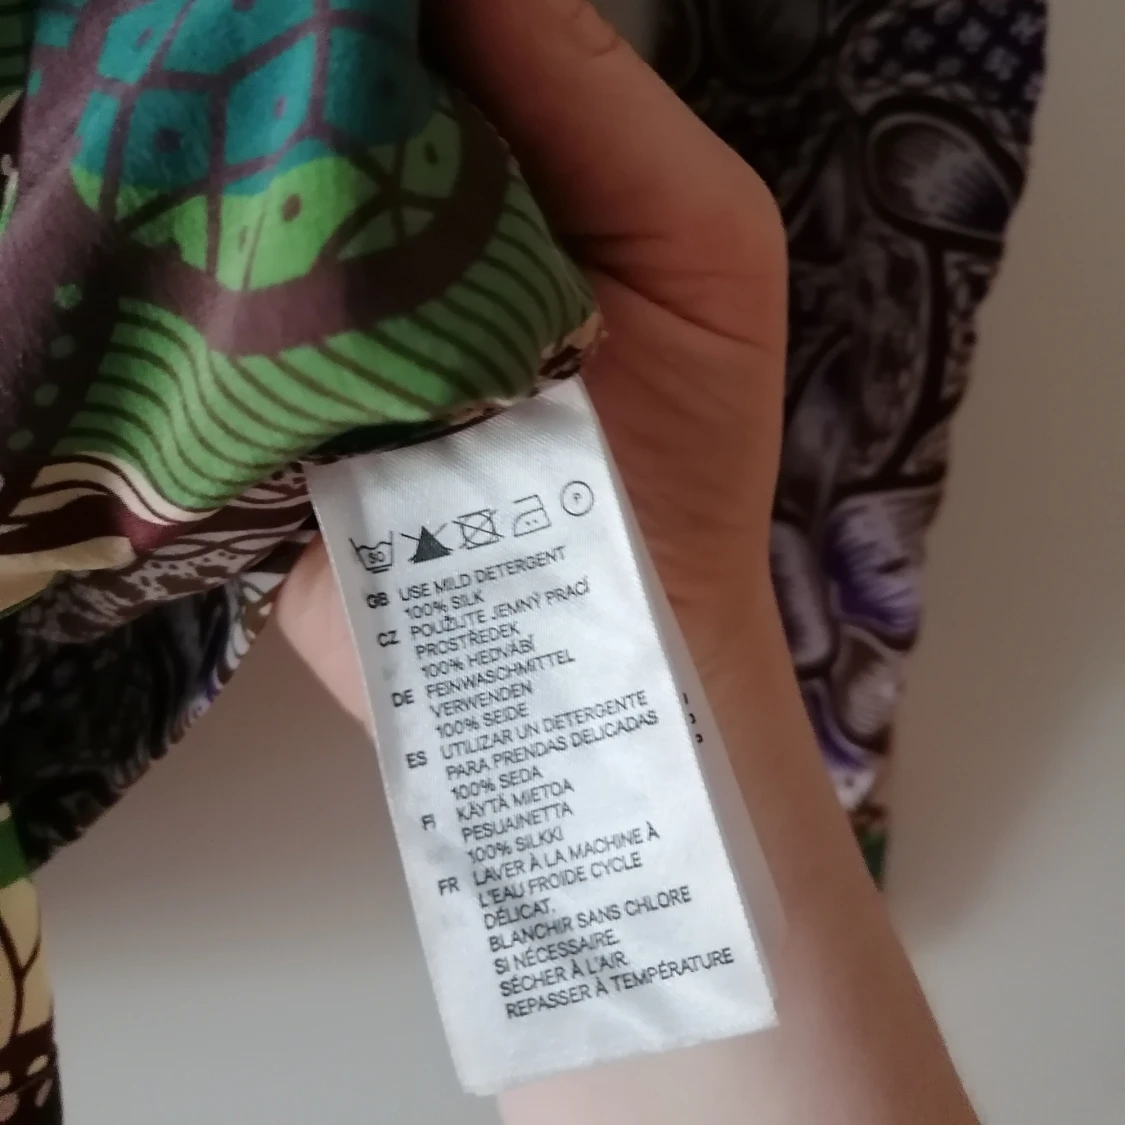 30
P
GB USE MILD DETERGENT
100% SILK
CZ POUŽIJTE JEMNÝ PRACÍ
PROSTŘEDEK
100% HEDVÁBÍ
DE FEINWASCHMITTEL
VERWENDEN
100% SEIDE
ES UTILIZAR UN DETERGENTE
PARA PRENDAS DELICADAS
100% SEDA
FI KÄYTÄ MIETOA
PESUAINETTA
100% SILKKI
FR LAVER À LA MACHINE À
L'EAU FROIDE CYCLE
DÉLICAT.
BLANCHIR SANS CHLORE
SI NÉCESSAIRE.
SÉCHER À L'AIR.
REPASSER À TEMPÉRATURE